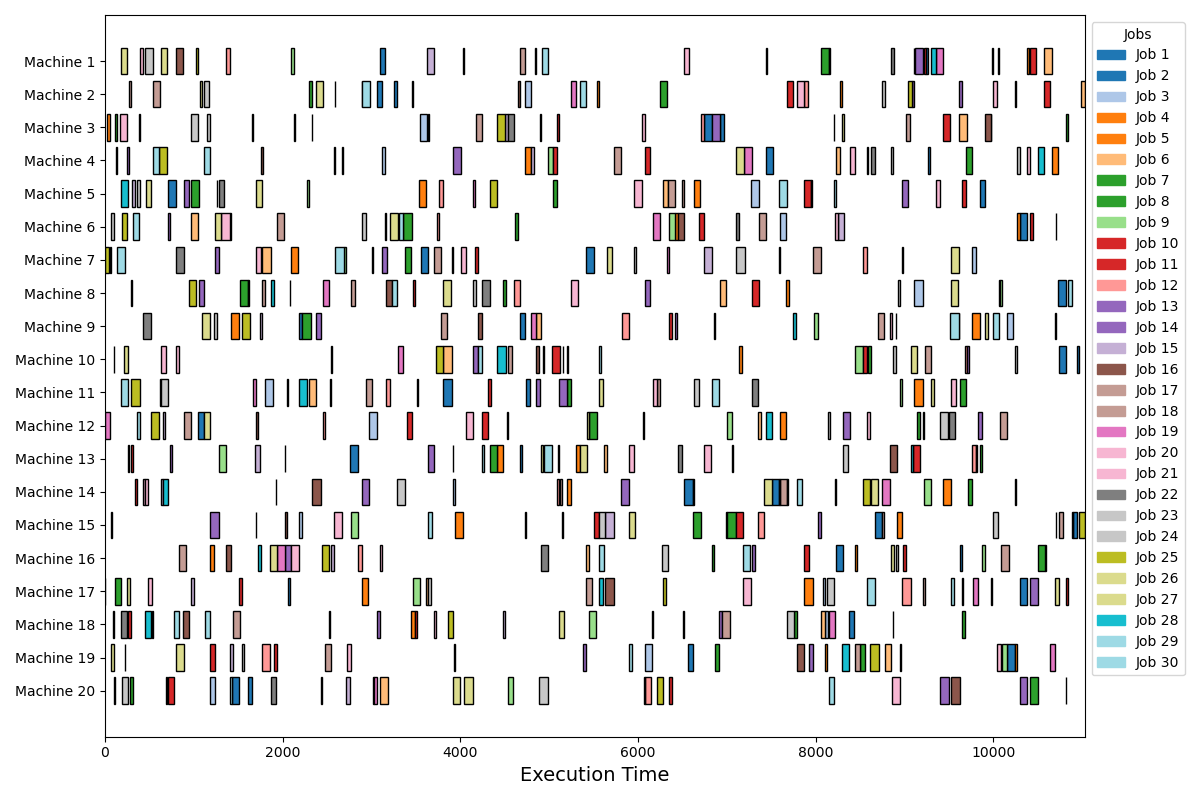 Machine 1
Machine 2
Machine 3
Machine 4
Machine 5
Machine 6
Machine 7
Machine 8
Machine 9
Machine 10
Machine 11
Machine 12
Machine 13
Machine 14
Machine 15
Machine 16
Machine 17
Machine 18
Machine 19
Machine 20
0 2000 4000 6000 8000 10000
Execution Time
Jobs
Job 1
Job 2
Job 3
Job 4
Job 5
Job 6
Job 7
Job 8
Job 9
Job 10
Job 11
Job 12
Job 13
Job 14
Job 15
Job 16
Job 17
Job 18
Job 19
Job 20
Job 21
Job 22
Job 23
Job 24
Job 25
Job 26
Job 27
Job 28
Job 29
Job 30